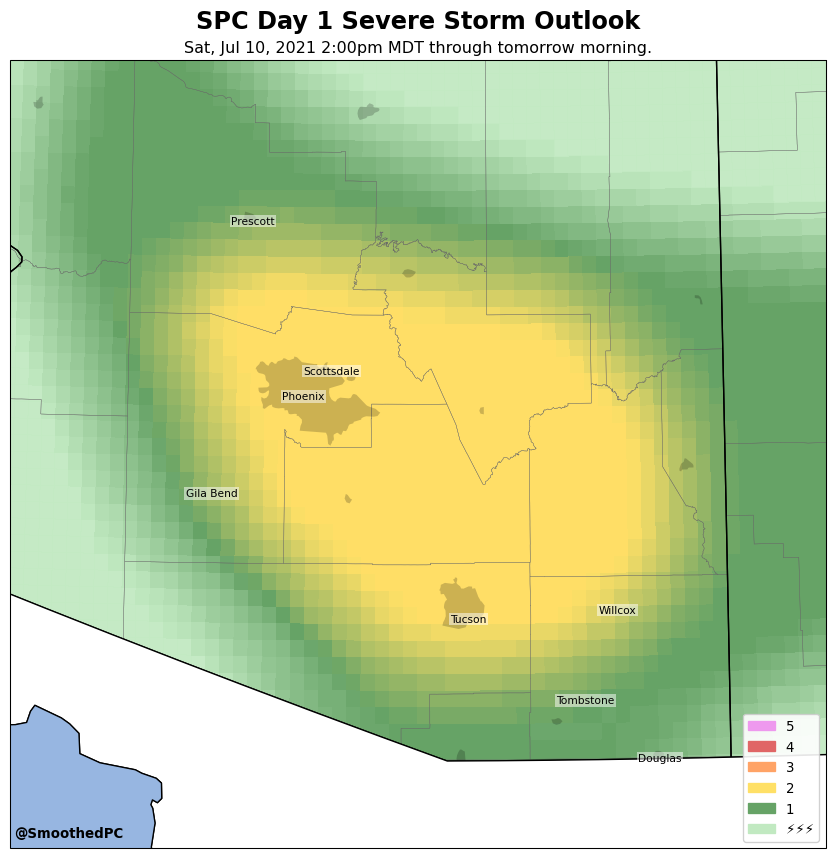 SPC Day 1 Severe Storm Outlook
Sat, Jul 10, 2021 2:00pm MDT through tomorrow morning.
Prescott
Scottsdale
Phoenix
Gila Bend
Willcox
Tucson
Tombstone
Douglas
5
4
3
2
1
⚡⚡⚡
@SmoothedPC